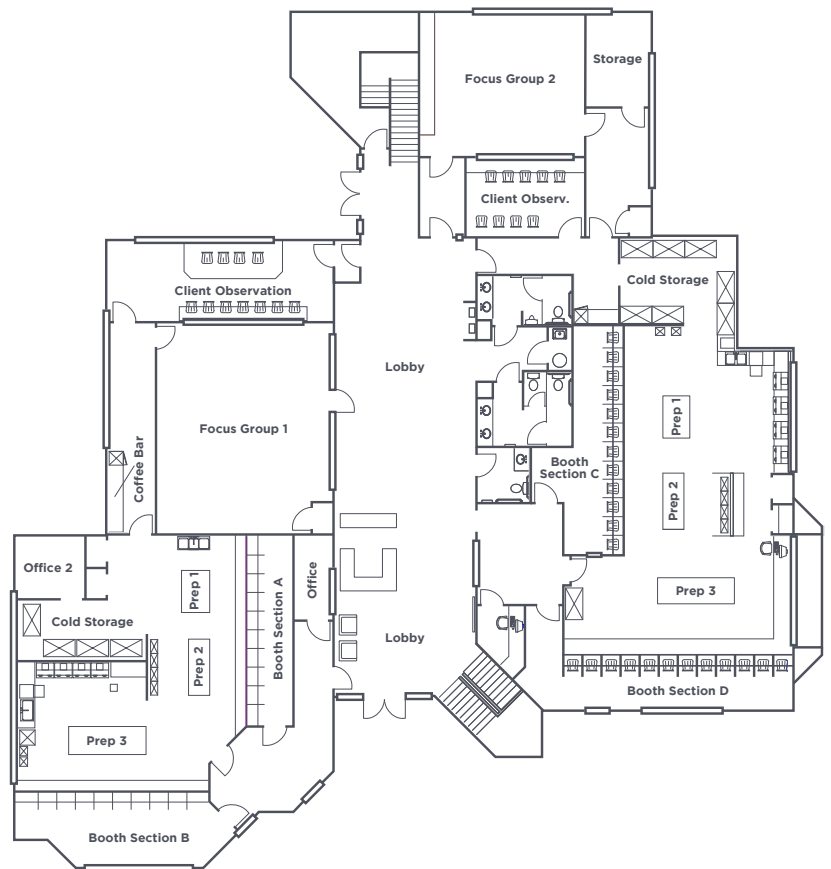 Focus Group 2
Storage
Client Observ.
Cold Storage
Client Observation
Lobby
Focus Group 1
Coffee Bar
Prep 1
Booth
Section C
Prep 2
Prep 3
Booth Section D
Office 2
Prep 1
Cold Storage
Prep 2
Booth Section A
Office
Lobby
Prep 3
Booth Section B